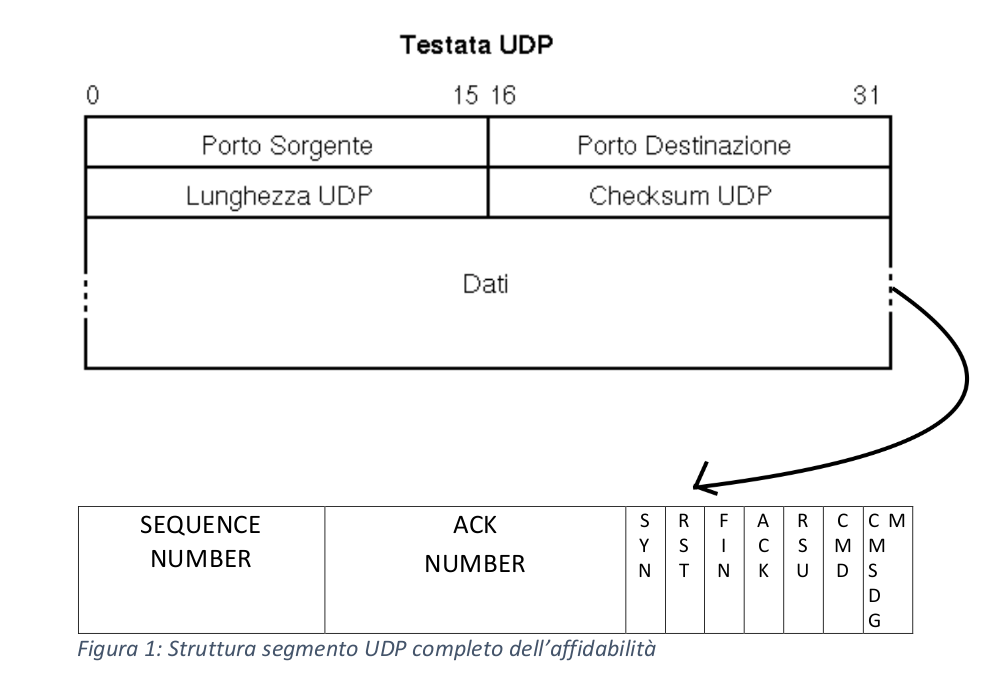 Testata UDP
0 15 16 31
Porto Sorgente Porto Destinazione
Lunghezza UDP Checksum UDP
Dati
SEQUENCE
NUMBER
ACK
NUMBER
S
Y
N
R
S
T
F
I
N
A
C
K
R
S
U
C
M
D
C M
M
S
D
G
Figura 1: Struttura segmento UDP completo dell'affidabilità